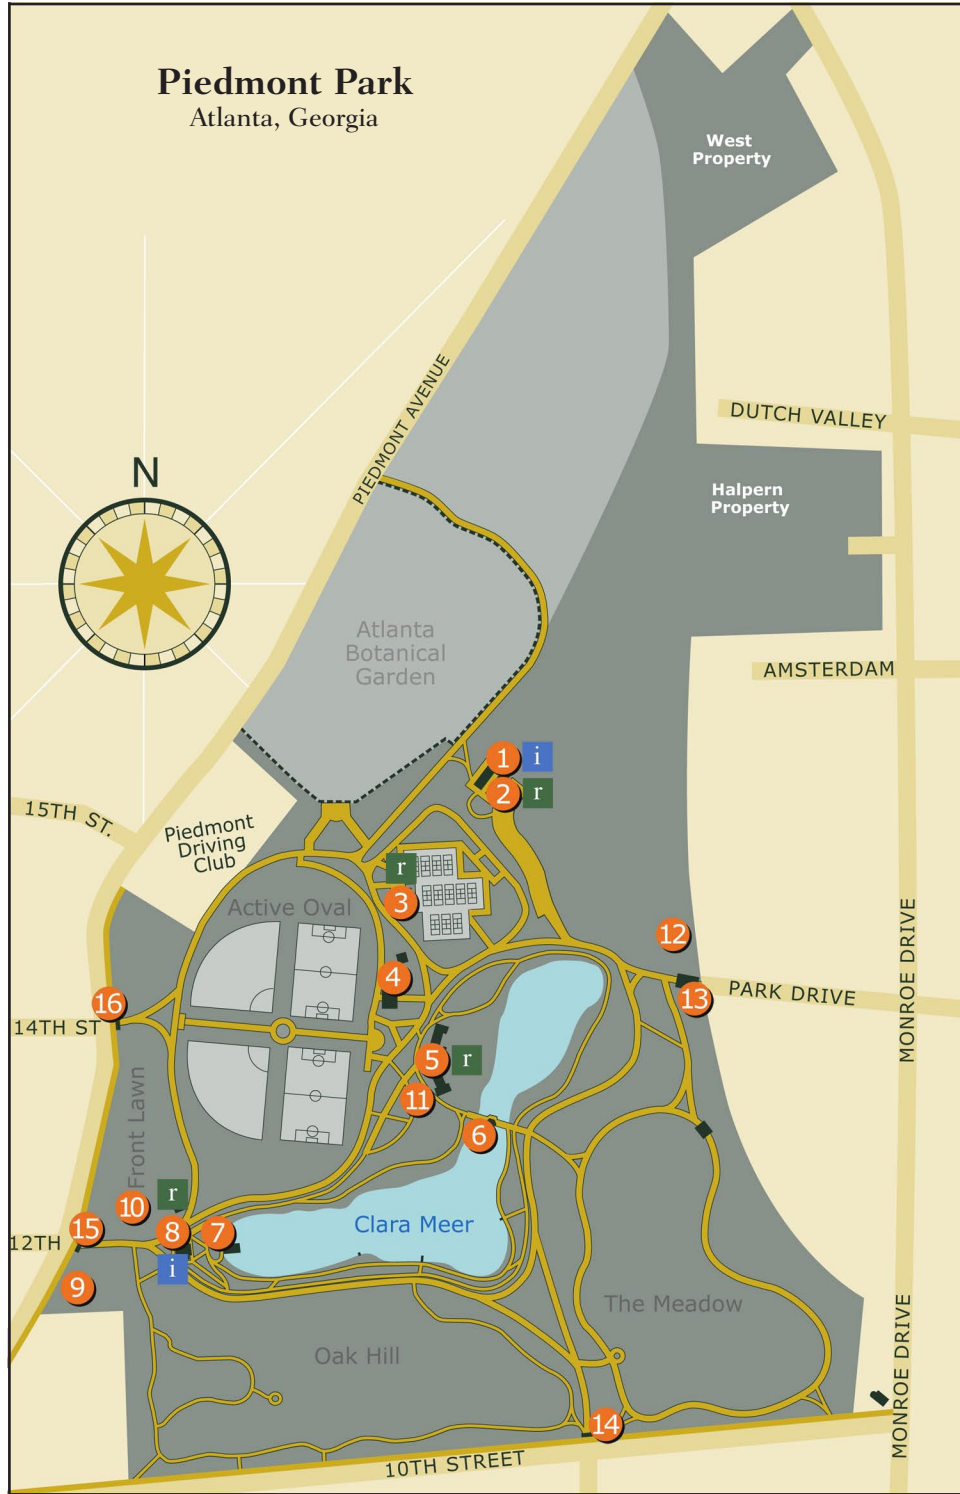 Piedmont Park
Atlanta, Georgia
West
Property
PIEDMONT AVENUE
DUTCH VALLEY
N
Halpern
Property
Atlanta
Botanical
Garden
AMSTERDAM
1
i
2
r
15TH ST.
Piedmont
Driving
Club
r
3
Active Oval
MONROE DRIVE
12
4
13
PARK DRIVE
16
14TH ST
5
r
11
6
Front Lawn
r
10
15
8
7
Clara Meer
12TH
i
9
The Meadow
Oak Hill
MONROE DRIVE
14
10TH STREET